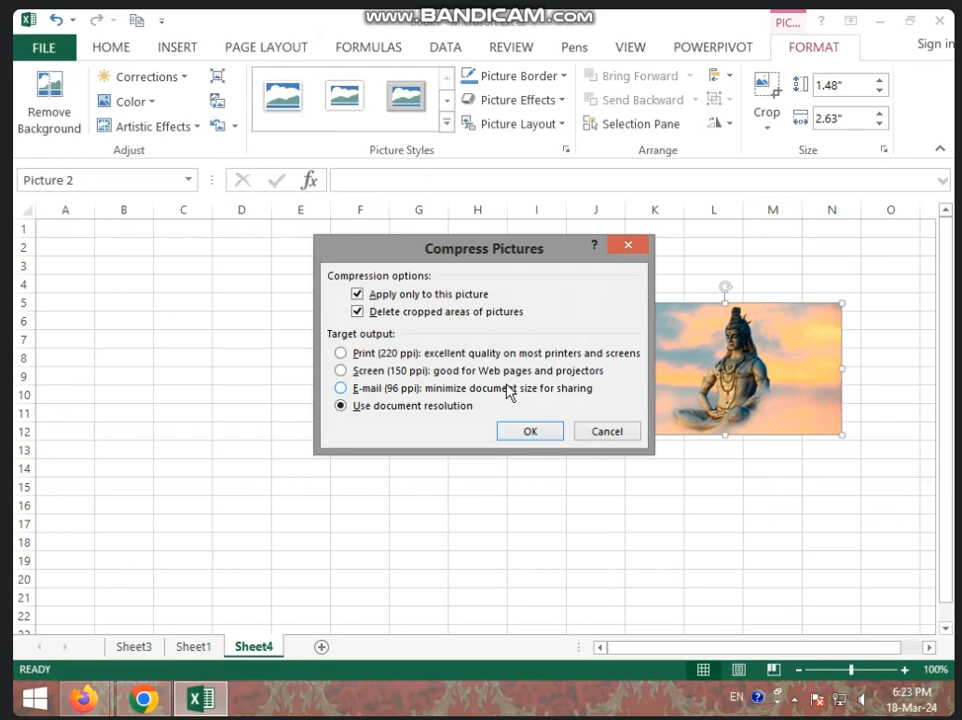 www.BANDICAM.com
PIC...
FILE
HOME
INSERT
PAGE LAYOUT
FORMULAS
DATA
REVIEW
Pens
VIEW
POWERPIVOT
FORMAT
Sign in
Remove
Background
Corrections
Color
Artistic Effects
Adjust
Picture Styles
Picture Border
Picture Effects
Picture Layout
Bring Forward
Send Backward
Selection Pane
Arrange
Crop
1.48"
2.63"
Size
Picture 2
fx
A B C D E F G H I J K L M N O
1
2
3
4
5
6
7
8
9
10
11
12
13
14
15
16
17
18
19
20
21
22
Compress Pictures
Compression options:
Apply only to this picture
Delete cropped areas of pictures
Target output:
Print (220 ppi): excellent quality on most printers and screens
Screen (150 ppi): good for Web pages and projectors
E-mail (96 ppi): minimize document size for sharing
Use document resolution
OK
Cancel
Sheet3
Sheet1
Sheet4
READY
100%
EN
6:23 PM
18-Mar-24